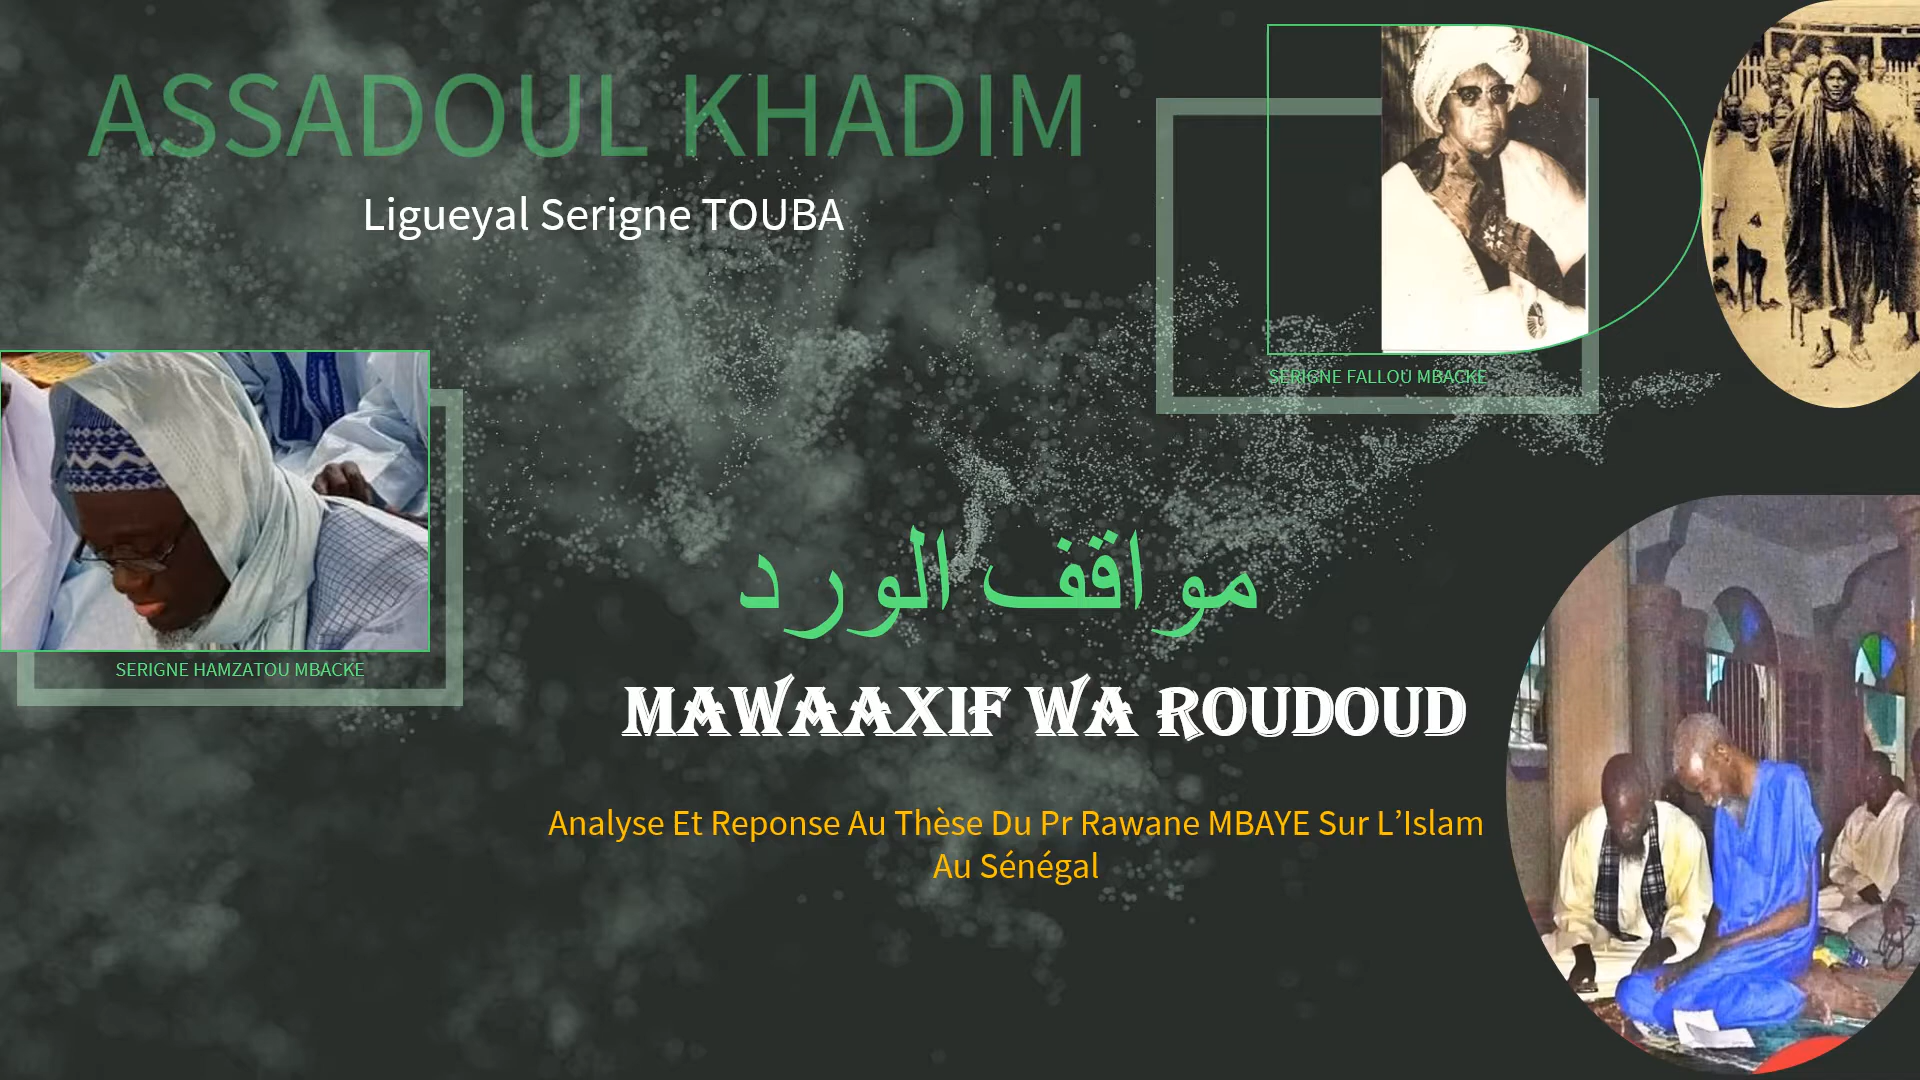 ASSADOUL KHADIM
Ligueyal Serigne TOUBA
SERIGNE FALLOU MBACKE
SERIGNE HAMZATOU MBACKE
مواقف الورد
MAWAAXIF WA ROUDOUD
Analyse Et Reponse Au Thèse Du Pr Rawane MBAYE Sur L’Islam
Au Sénégal